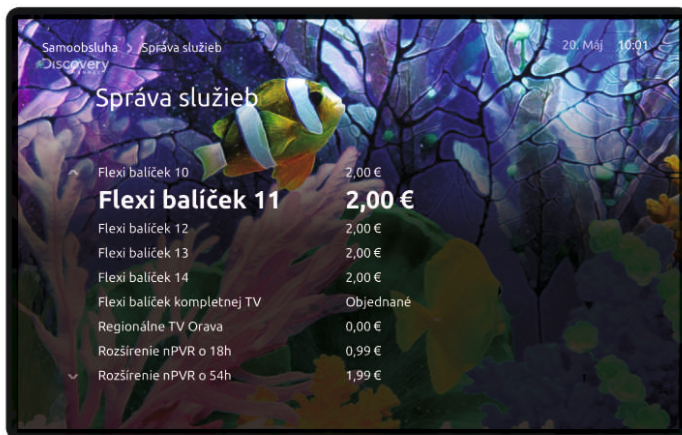 Samoobsluha > Správa služieb
20. Máj 10:01
Discovery
CHANNEL
Správa služieb
Flexi balíček 10 2,00 €
Flexi balíček 11 2,00 €
Flexi balíček 12 2,00 €
Flexi balíček 13 2,00 €
Flexi balíček 14 2,00 €
Flexi balíček kompletnej TV Objednané
Regionálne TV Orava 0,00 €
Rozšírenie nPVR o 18h 0,99 €
Rozšírenie nPVR o 54h 1,99 €